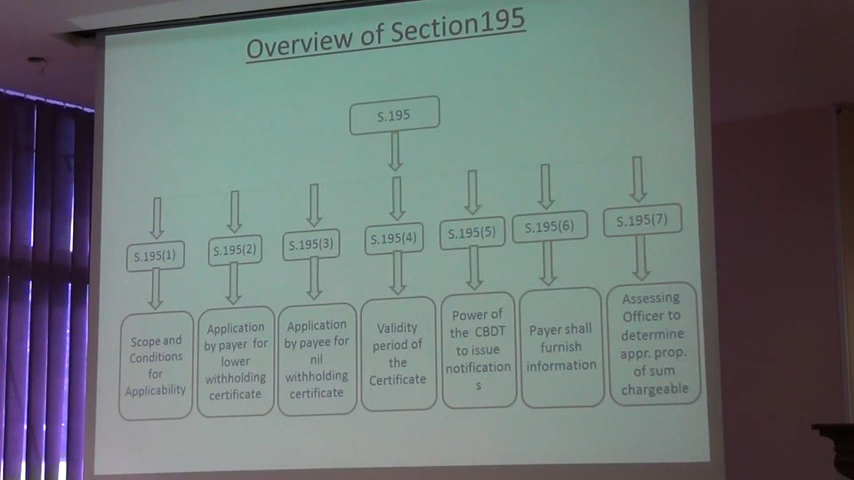 Overview of Section195
S.195
S.195(1)
S.195(2)
S.195(3)
S.195(4)
S.195(5)
S.195(6)
S.195(7)
Scope and
Conditions
for
Applicability
Application
by payer for
lower
withholding
certificate
Application
by payee for
nil
withholding
certificate
Validity
period of
the
Certificate
Power of
the CBDT
to issue
notification
s
Payer shall
furnish
information
Assessing
Officer to
determine
appr. prop.
of sum
chargeable